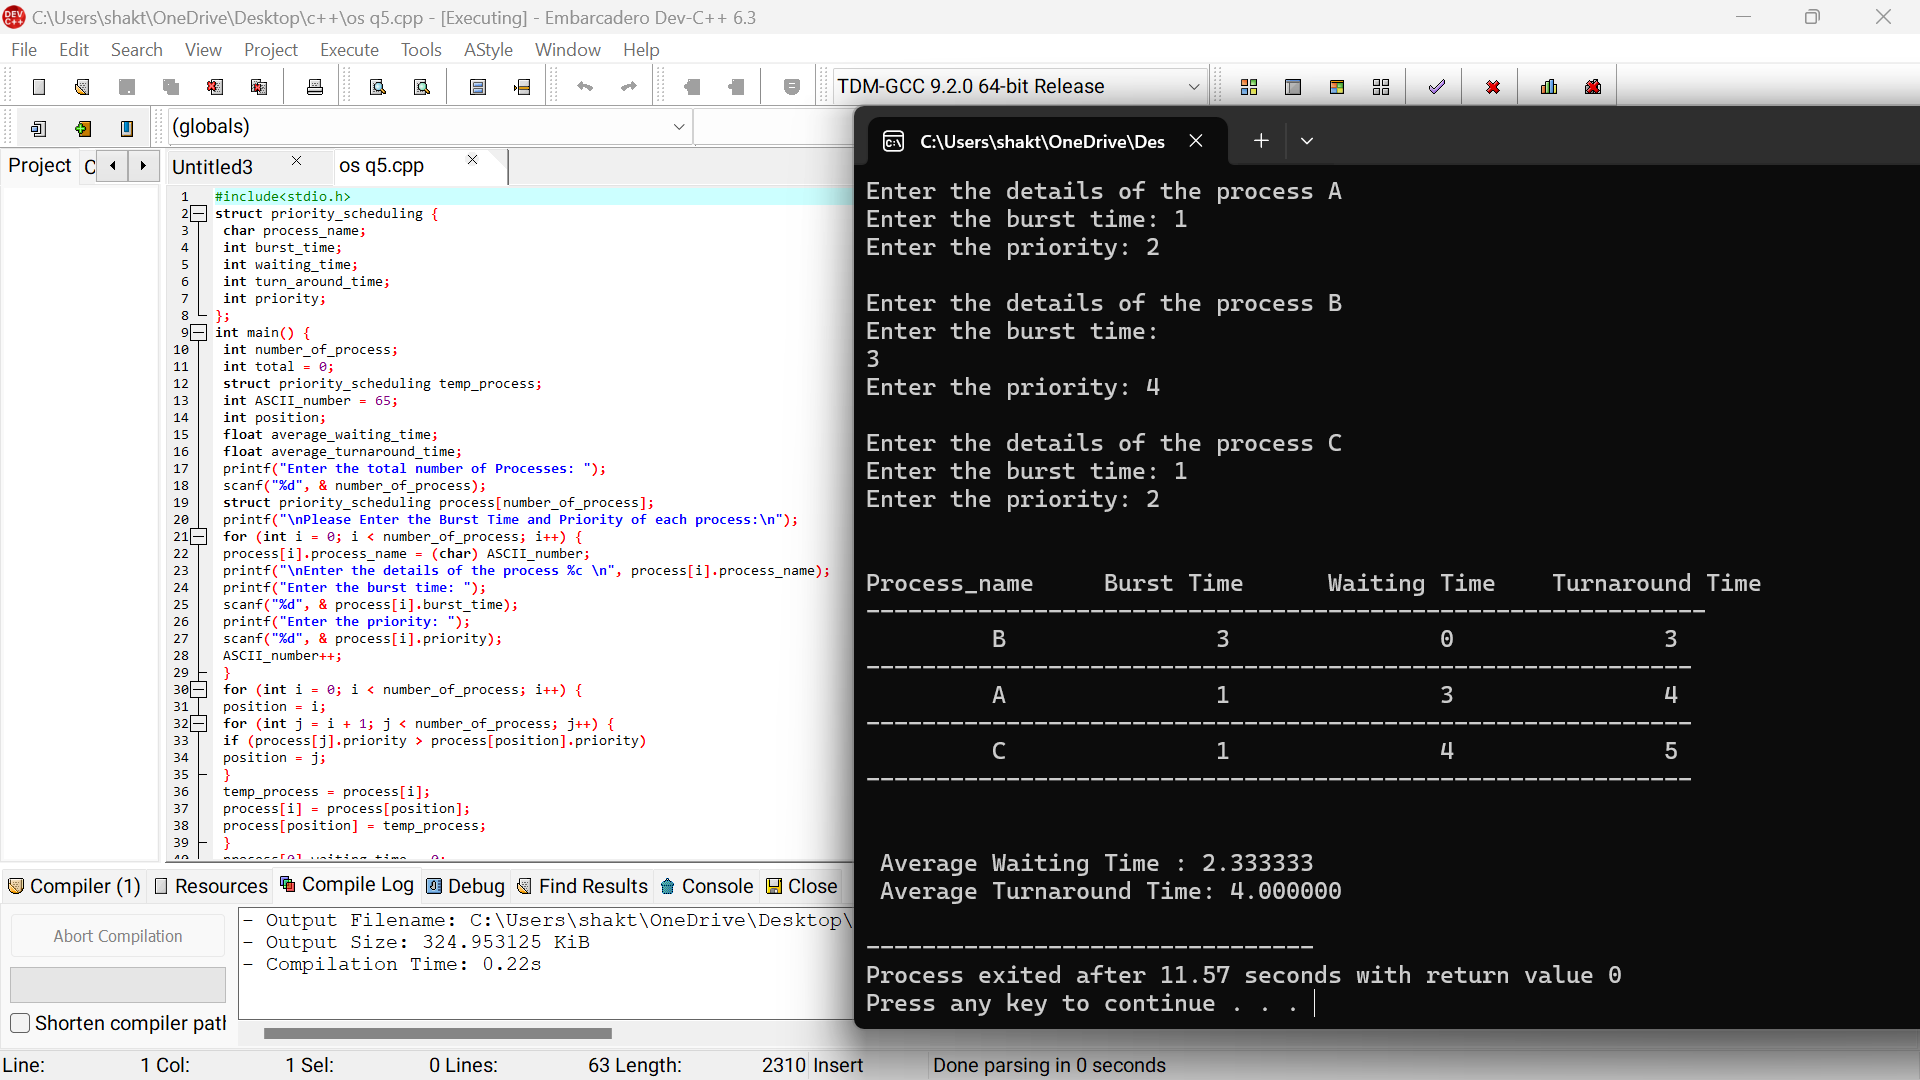 C:\Users\shakt\OneDrive\Desktop\c++\os q5.cpp - [Executing] - Embarcadero Dev-C++ 6.3
File Edit Search View Project Execute Tools AStyle Window Help
TDM-GCC 9.2.0 64-bit Release
(globals)
Project
Untitled3
os q5.cpp
1 #include<stdio.h>
2 struct priority_scheduling {
3 char process_name;
4 int burst_time;
5 int waiting_time;
6 int turn_around_time;
7 int priority;
8 };
9 int main() {
10 int number_of_process;
11 int total = 0;
12 struct priority_scheduling temp_process;
13 int ASCII_number = 65;
14 int position;
15 float average_waiting_time;
16 float average_turnaround_time;
17 printf("Enter the total number of Processes: ");
18 scanf("%d", & number_of_process);
19 struct priority_scheduling process[number_of_process];
20 printf("\nPlease Enter the Burst Time and Priority of each process:\n");
21 for (int i = 0; i < number_of_process; i++) {
22 process[i].process_name = (char) ASCII_number;
23 printf("\nEnter the details of the process %c \n", process[i].process_name);
24 printf("Enter the burst time: ");
25 scanf("%d", & process[i].burst_time);
26 printf("Enter the priority: ");
27 scanf("%d", & process[i].priority);
28 ASCII_number++;
29 }
30 for (int i = 0; i < number_of_process; i++) {
31 position = i;
32 for (int j = i + 1; j < number_of_process; j++) {
33 if (process[j].priority > process[position].priority)
34 position = j;
35 }
36 temp_process = process[i];
37 process[i] = process[position];
38 process[position] = temp_process;
39 }
C:\Users\shakt\OneDrive\Des
Enter the details of the process A
Enter the burst time: 1
Enter the priority: 2
Enter the details of the process B
Enter the burst time:
3
Enter the priority: 4
Enter the details of the process C
Enter the burst time: 1
Enter the priority: 2
Process_name Burst Time Waiting Time Turnaround Time
------------------------------------------------------------
B 3 0 3
-----------------------------------------------------------
A 1 3 4
-----------------------------------------------------------
C 1 4 5
-----------------------------------------------------------
Average Waiting Time : 2.333333
Average Turnaround Time: 4.000000
--------------------------------
Process exited after 11.57 seconds with return value 0
Press any key to continue . . .
Compiler (1) Resources Compile Log Debug Find Results Console Close
Abort Compilation
Shorten compiler path
- Output Filename: C:\Users\shakt\OneDrive\Desktop\
- Output Size: 324.953125 KiB
- Compilation Time: 0.22s
Line: 1 Col: 1 Sel: 0 Lines: 63 Length: 2310 Insert Done parsing in 0 seconds